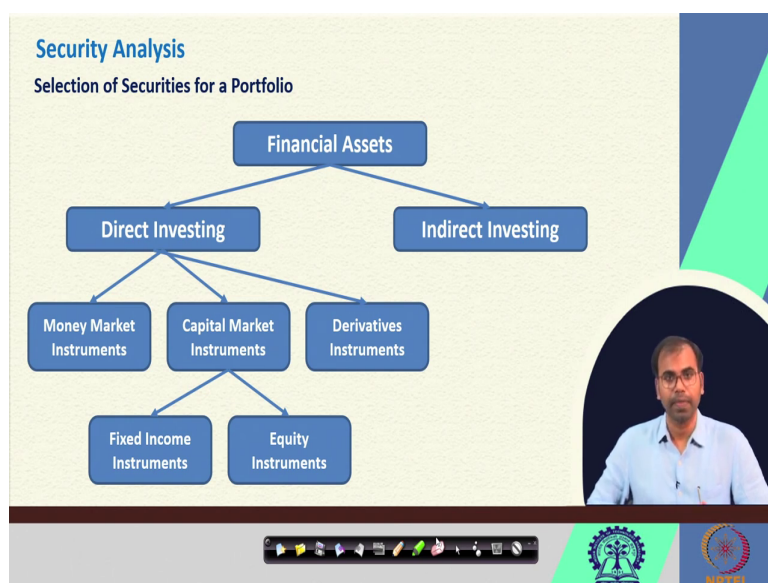 Security Analysis
Selection of Securities for a Portfolio
Financial Assets
Direct Investing
Indirect Investing
Money Market
Instruments
Capital Market
Instruments
Derivatives
Instruments
Fixed Income
Instruments
Equity
Instruments
NPTEL